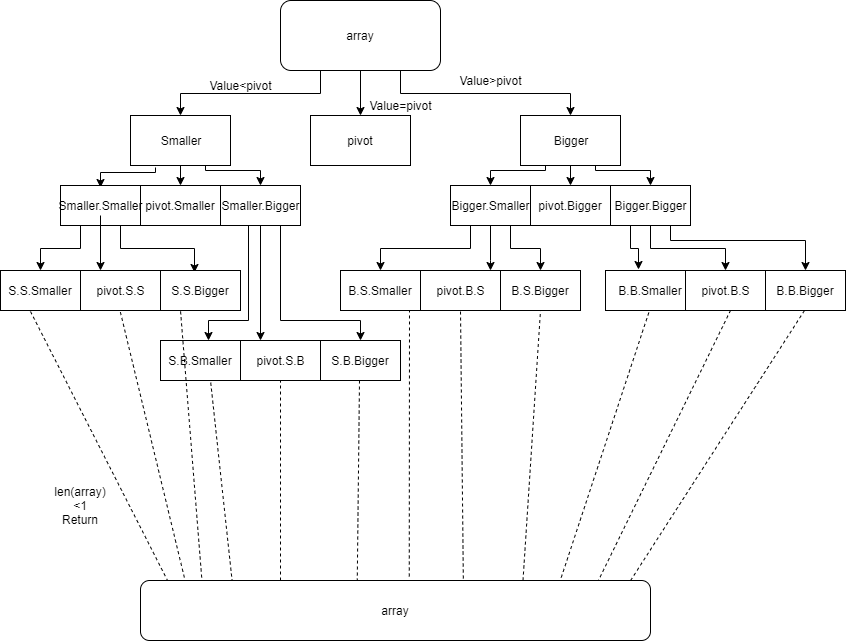 array
Value<pivot
Value>pivot
Value=pivot
Smaller
pivot
Bigger
Smaller.Smaller
pivot.Smaller
Smaller.Bigger
Bigger.Smaller
pivot.Bigger
Bigger.Bigger
S.S.Smaller
pivot.S.S
S.S.Bigger
B.S.Smaller
pivot.B.S
B.S.Bigger
B.B.Smaller
pivot.B.S
B.B.Bigger
S.B.Smaller
pivot.S.B
S.B.Bigger
len(array)
<1
Return
array